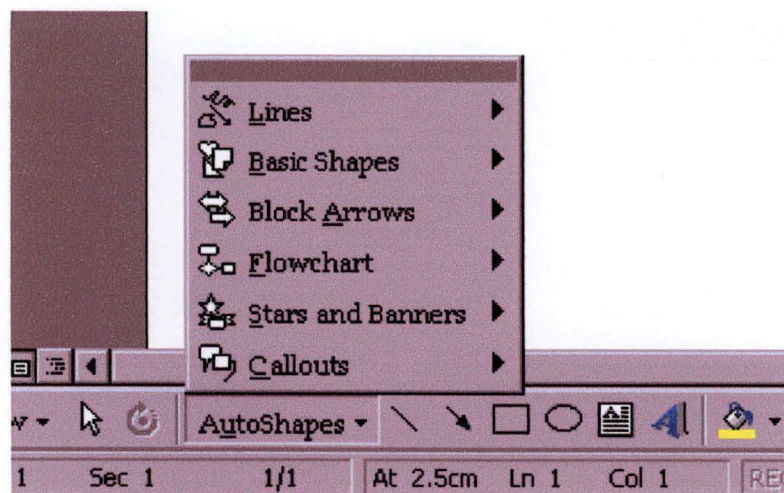 Lines
Basic Shapes
Block Arrows
Flowchart
Stars and Banners
Callouts
AutoShapes
1 Sec 1 1/1 At 2.5cm Ln 1 Col 1